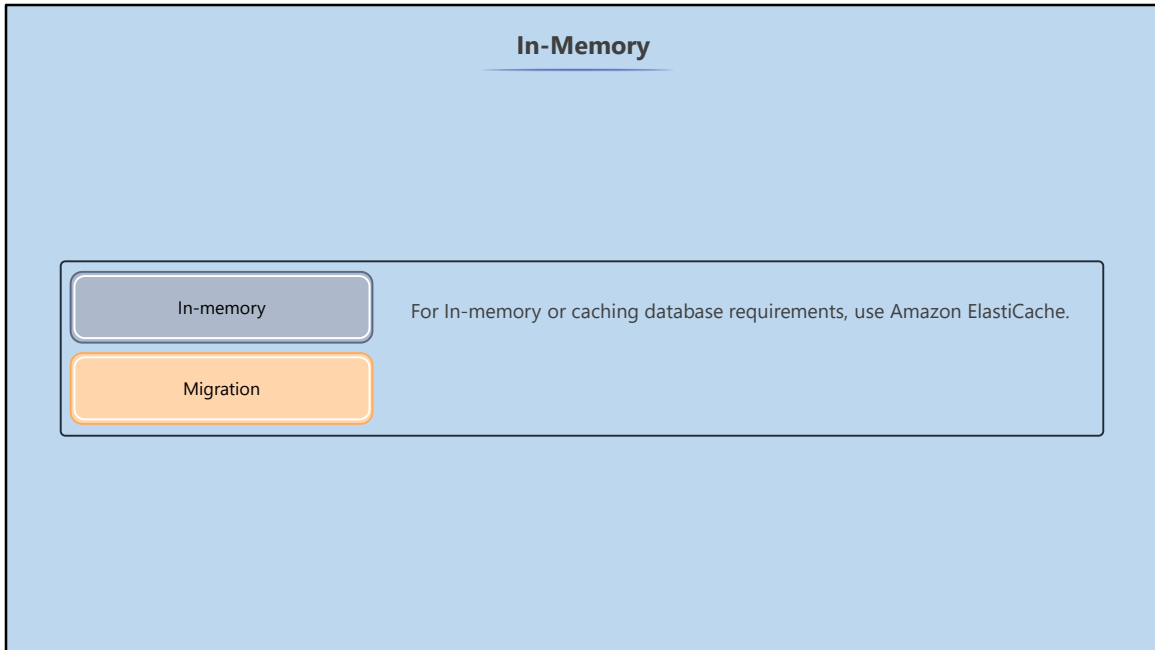 In-Memory
In-memory
For In-memory or caching database requirements, use Amazon ElastiCache.
Migration